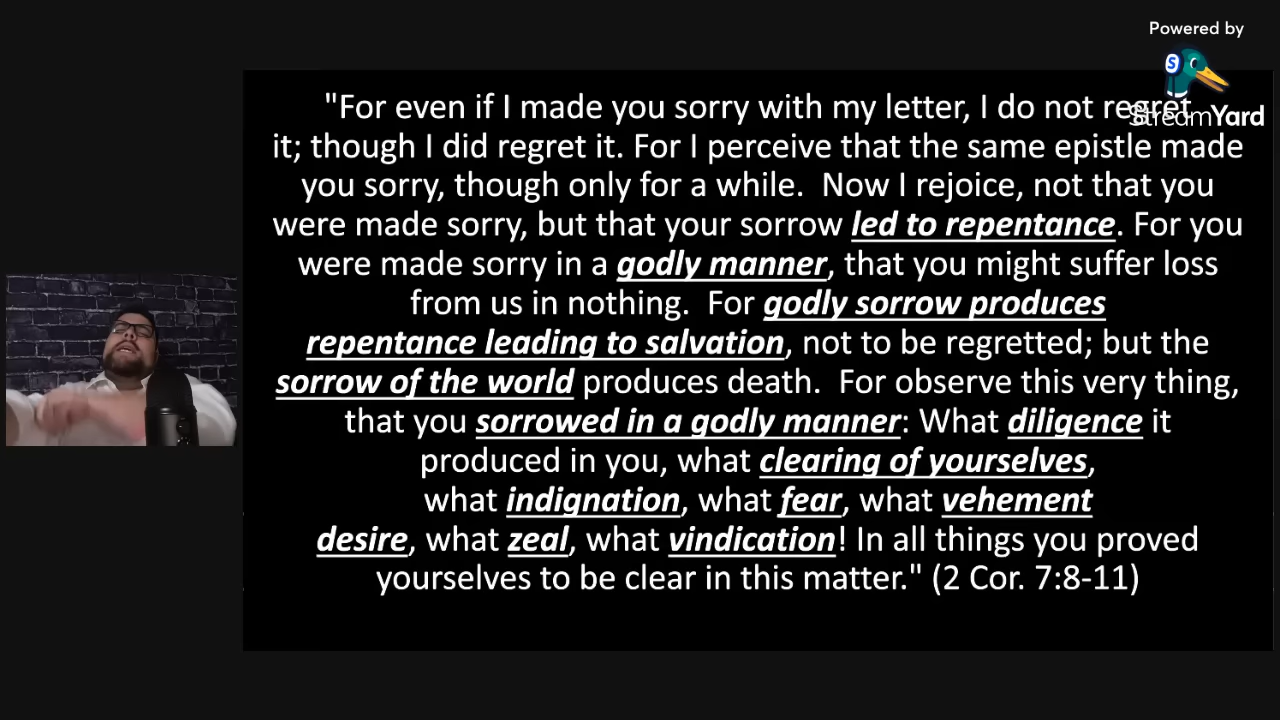 Powered by
StreamYard
"For even if I made you sorry with my letter, I do not regret
it; though I did regret it. For I perceive that the same epistle made
you sorry, though only for a while. Now I rejoice, not that you
were made sorry, but that your sorrow led to repentance. For you
were made sorry in a godly manner, that you might suffer loss
from us in nothing. For godly sorrow produces
repentance leading to salvation, not to be regretted; but the
sorrow of the world produces death. For observe this very thing,
that you sorrowed in a godly manner: What diligence it
produced in you, what clearing of yourselves,
what indignation, what fear, what vehement
desire, what zeal, what vindication! In all things you proved
yourselves to be clear in this matter." (2 Cor. 7:8-11)